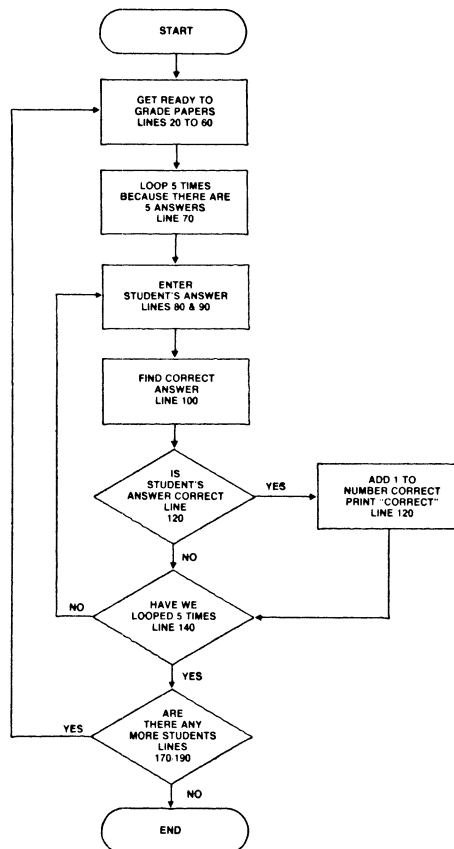 START
GET READY TO
GRADE PAPERS
LINES 20 TO 60
LOOP 5 TIMES
BECAUSE THERE ARE
5 ANSWERS
LINE 70
ENTER
STUDENT'S ANSWER
LINES 80 & 90
FIND CORRECT
ANSWER
LINE 100
IS
STUDENT'S
ANSWER CORRECT
LINE
120
YES
ADD 1 TO
NUMBER CORRECT
PRINT "CORRECT"
LINE 120
NO
NO
HAVE WE
LOOPED 5 TIMES
LINE 140
YES
YES
ARE
THERE ANY
MORE STUDENTS
LINES
170-190
NO
END